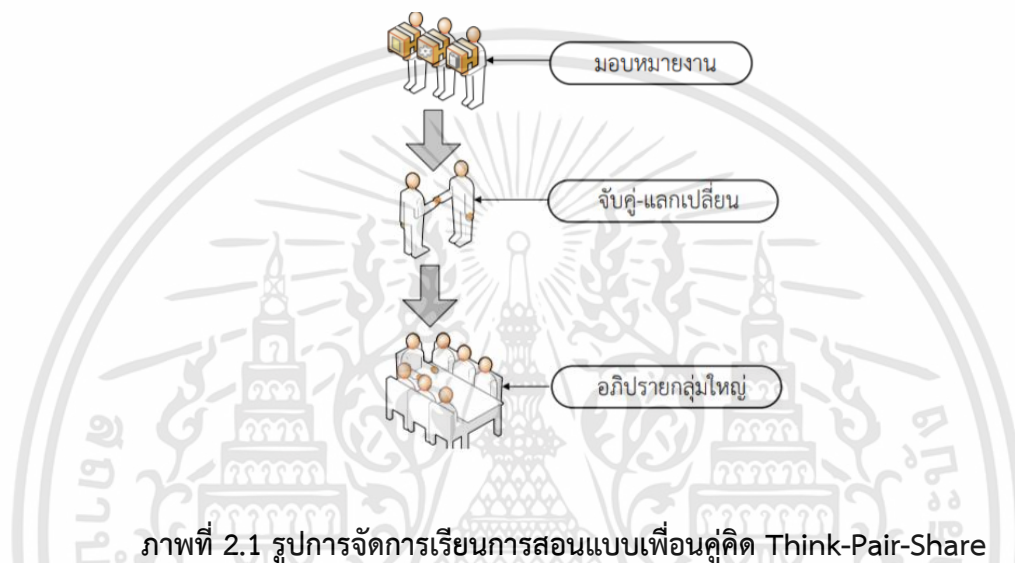 มอบหมายงาน
จับคู่-แลกเปลี่ยน
อภิปรายกลุ่มใหญ่
ภาพที่ 2.1 รูปการจัดการเรียนการสอนแบบเพื่อนคู่คิด Think-Pair-Share